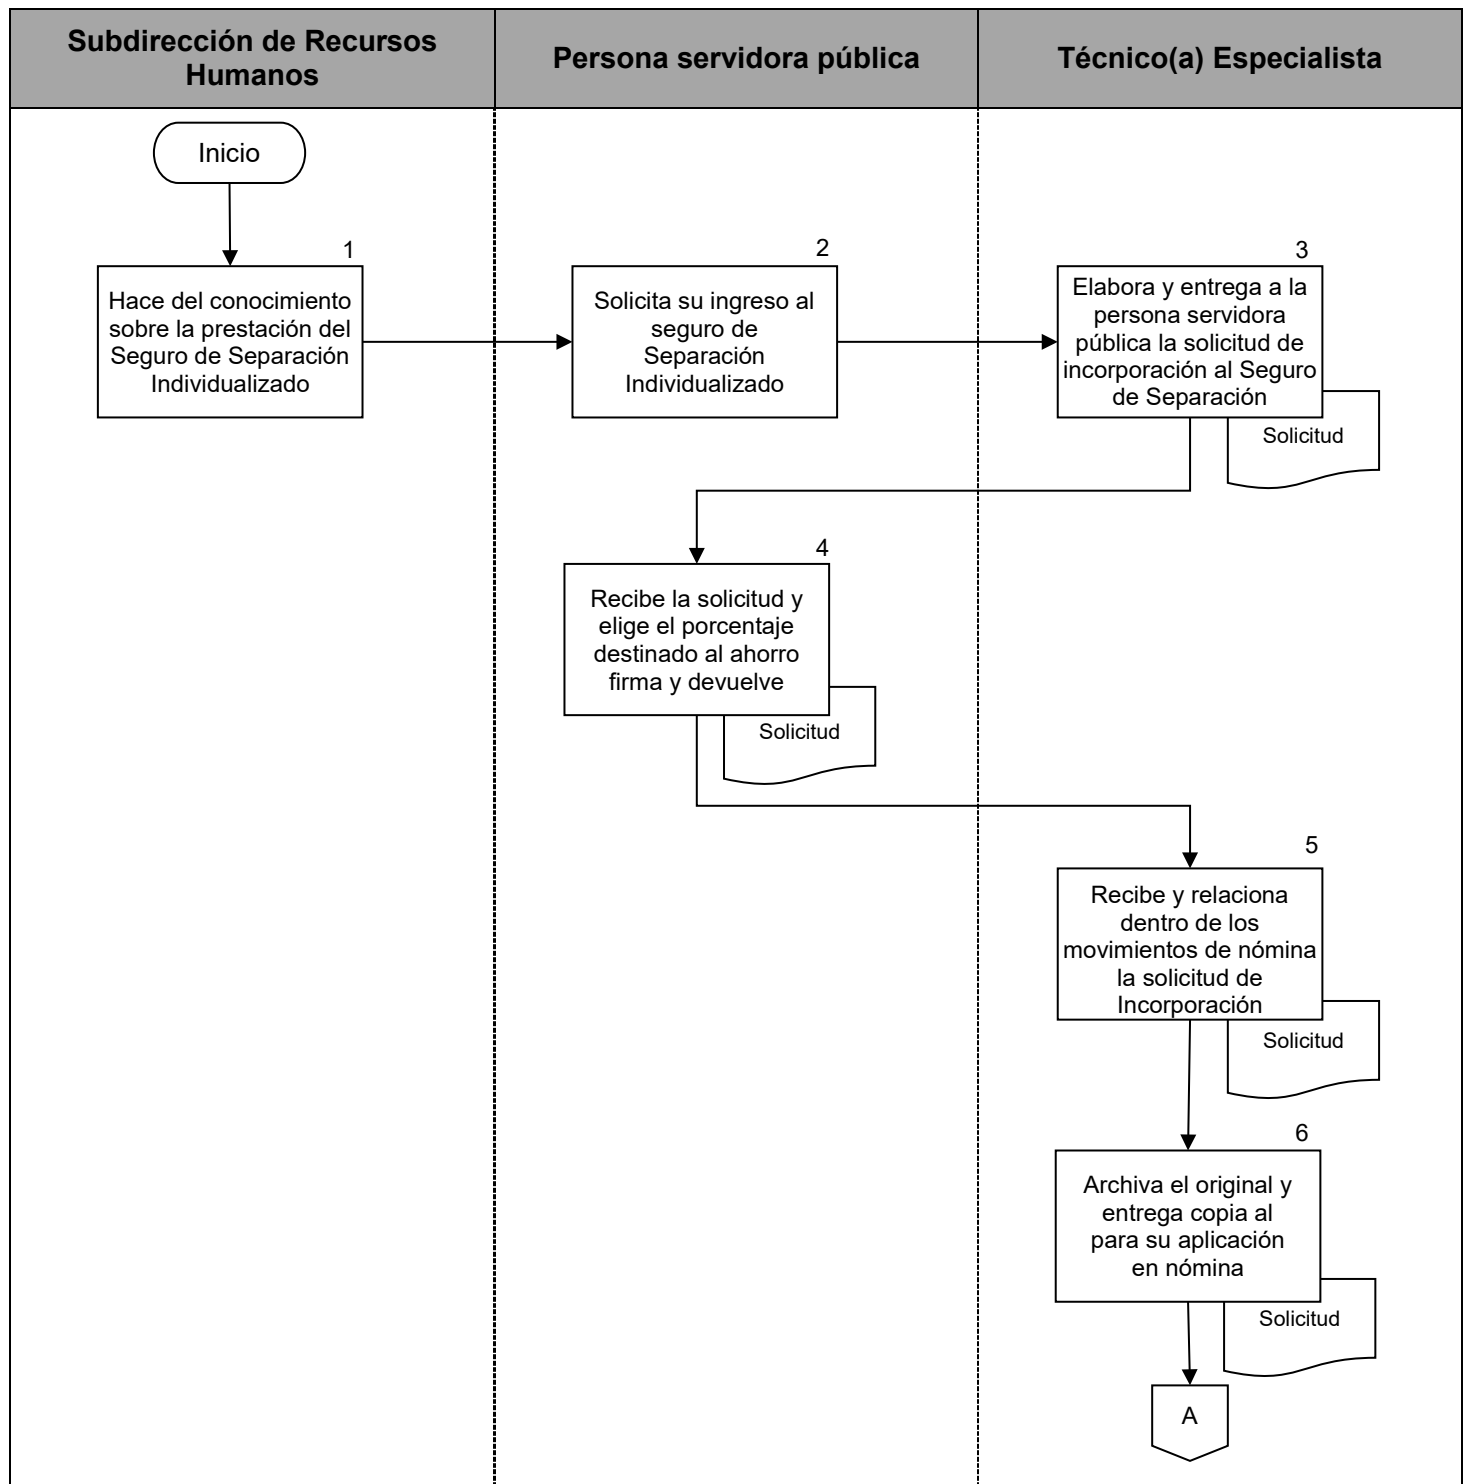 Subdirección de Recursos
Humanos
Persona servidora pública
Técnico(a) Especialista
Inicio
1
Hace del conocimiento
sobre la prestación del
Seguro de Separación
Individualizado
2
Solicita su ingreso al
seguro de
Separación
Individualizado
3
Elabora y entrega a la
persona servidora
pública la solicitud de
incorporación al Seguro
de Separación
Solicitud
4
Recibe la solicitud y
elige el porcentaje
destinado al ahorro
firma y devuelve
Solicitud
5
Recibe y relaciona
dentro de los
movimientos de nómina
la solicitud de
Incorporación
Solicitud
6
Archiva el original y
entrega copia al
para su aplicación
en nómina
Solicitud
A